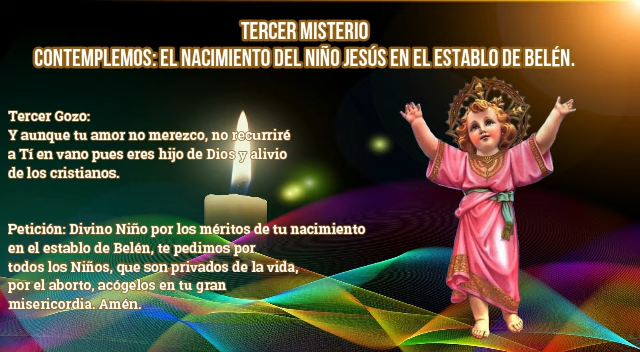 TERCER MISTERIO
CONTEMPLEMOS: EL NACIMIENTO DEL NIÑO JESÚS EN EL ESTABLO DE BELÉN.
Tercer Gozo:
Y aunque tu amor no merezco, no recurriré
a Tí en vano pues eres hijo de Dios y alivio
de los cristianos.
Petición: Divino Niño por los méritos de tu nacimiento
en el establo de Belén, te pedimos por
todos los Niños, que son privados de la vida,
por el aborto, acógelos en tu gran
misericordia. Amén.